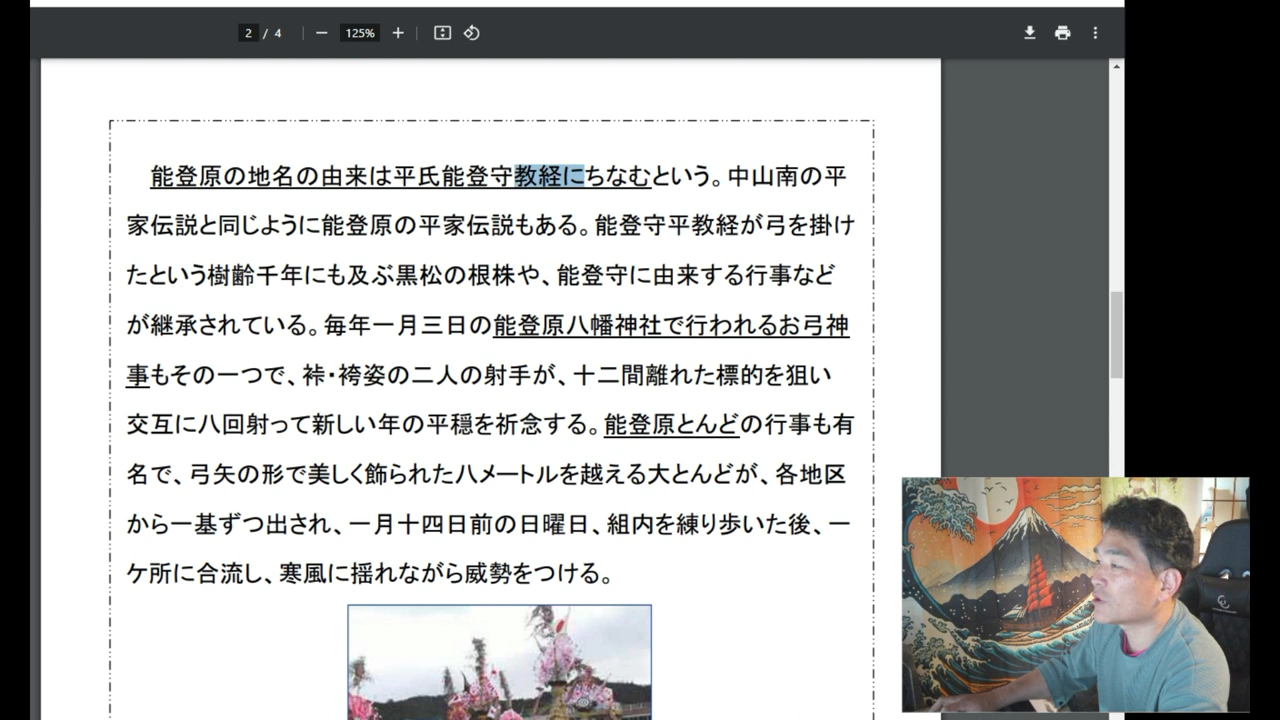 2 / 4
125%
能登原の地名の由来は平氏能登守教経にちなむという。中山南の平
家伝説と同じように能登原の平家伝説もある。能登守平教経が弓を掛け
たという樹齢千年にも及ぶ黒松の根株や、能登守に由来する行事など
が継承されている。毎年一月三日の能登原八幡神社で行われるお弓神
事もその一つで、裃・袴姿の二人の射手が、十二間離れた標的を狙い
交互に八回射って新しい年の平穏を祈念する。能登原とんどの行事も有
名で、弓矢の形で美しく飾られた八メートルを越える大とんどが、各地区
から一基ずつ出され、一月十四日前の日曜日、組内を練り歩いた後、一
ケ所に合流し、寒風に揺れながら威勢をつける。